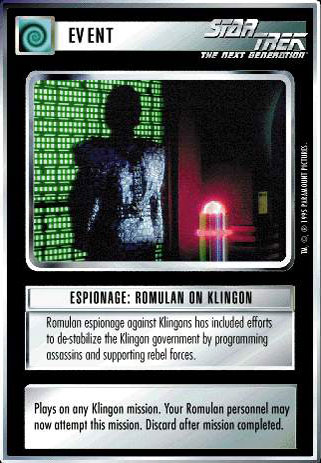 EVENT
STAR TREK
THE NEXT GENERATION
TM, ©, ® 1995 PARAMOUNT PICTURES.
ESPIONAGE: ROMULAN ON KLINGON
Romulan espionage against Klingons has included efforts
to de-stabilize the Klingon government by programming
assassins and supporting rebel forces.
Plays on any Klingon mission. Your Romulan personnel may
now attempt this mission. Discard after mission completed.